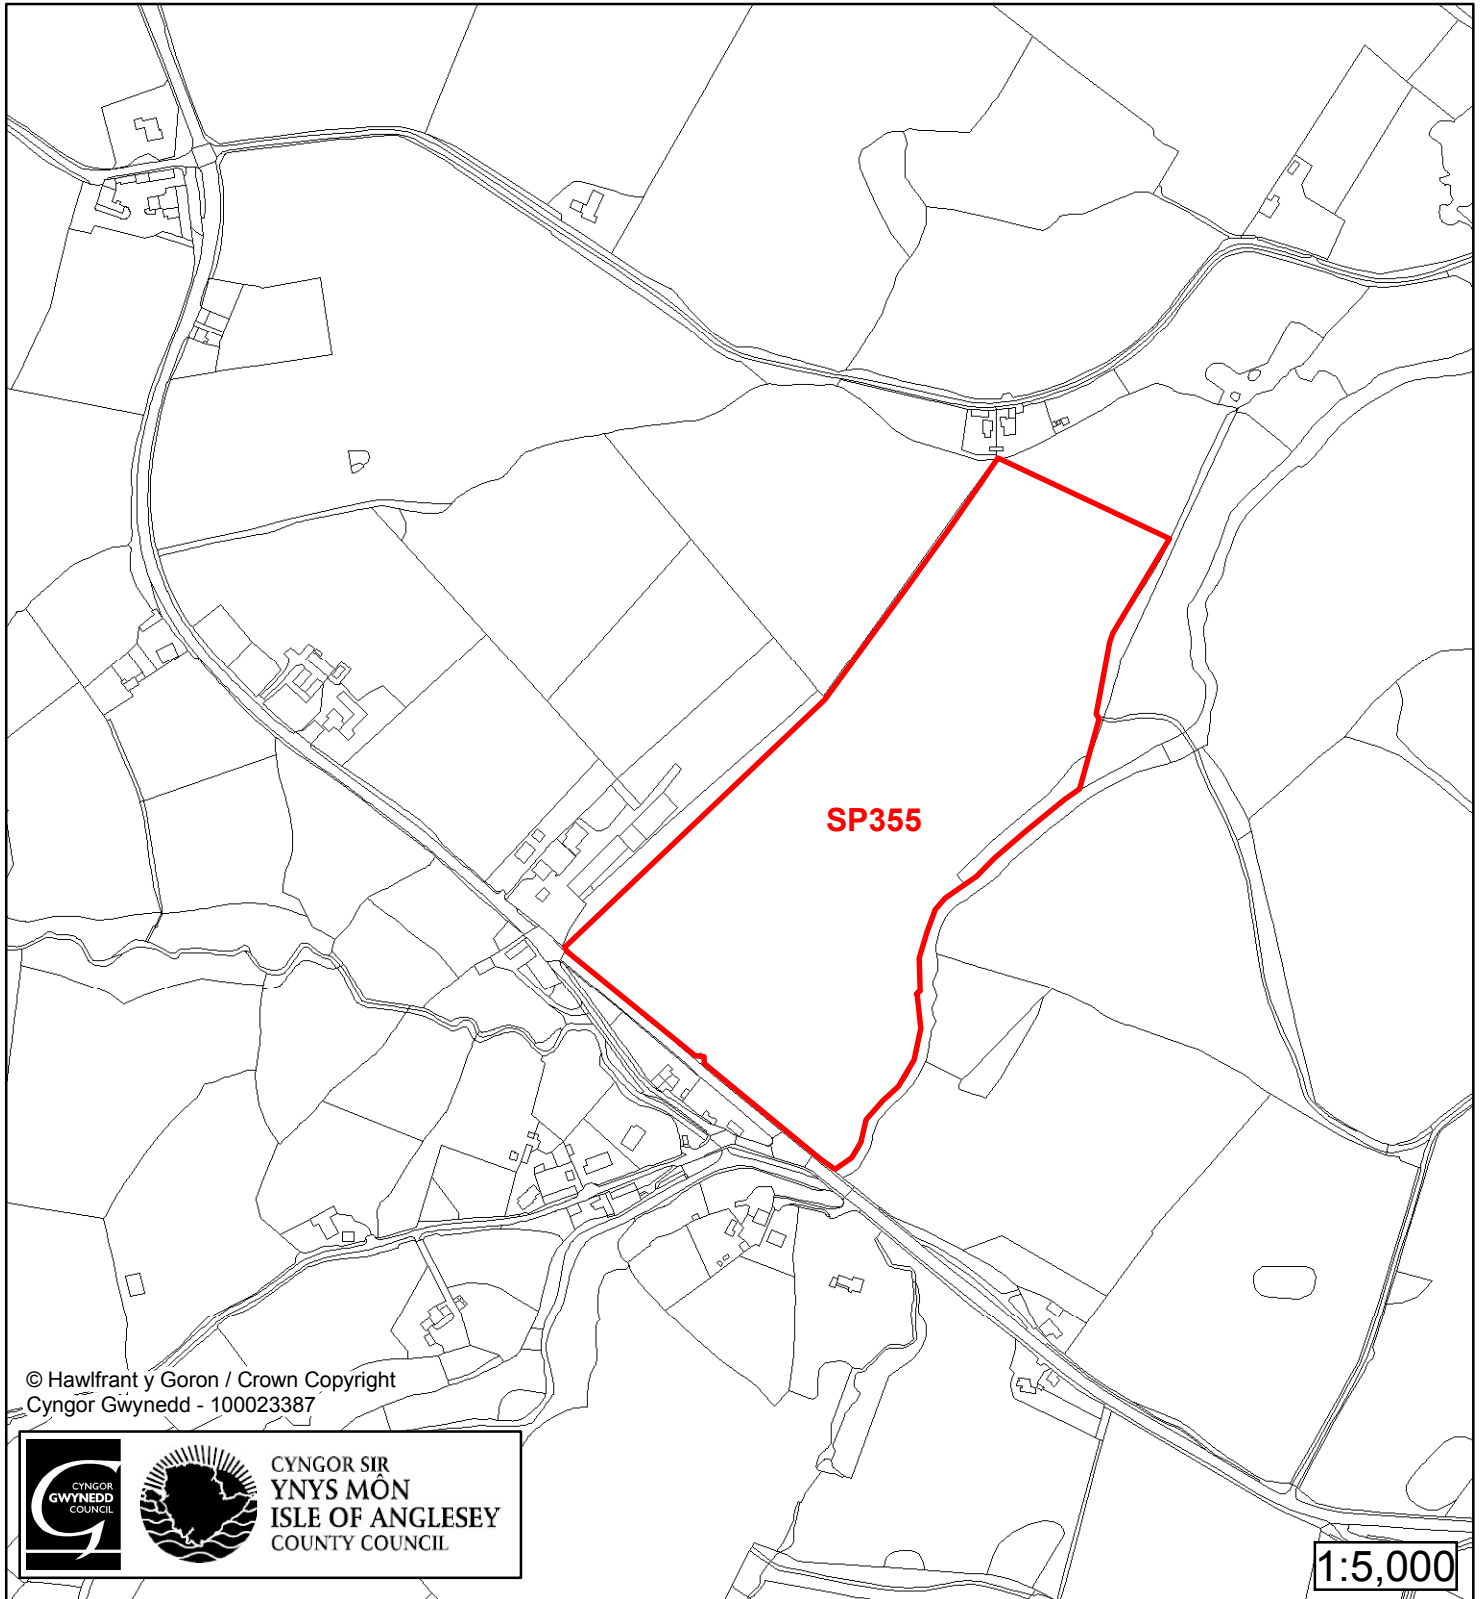 SP355
© Hawlfrant y Goron / Crown Copyright
Cyngor Gwynedd - 100023387
CYNGOR
GWYNEDD
COUNCIL
CYNGOR SIR
YNYS MÔN
ISLE OF ANGLESEY
COUNTY COUNCIL
1:5,000